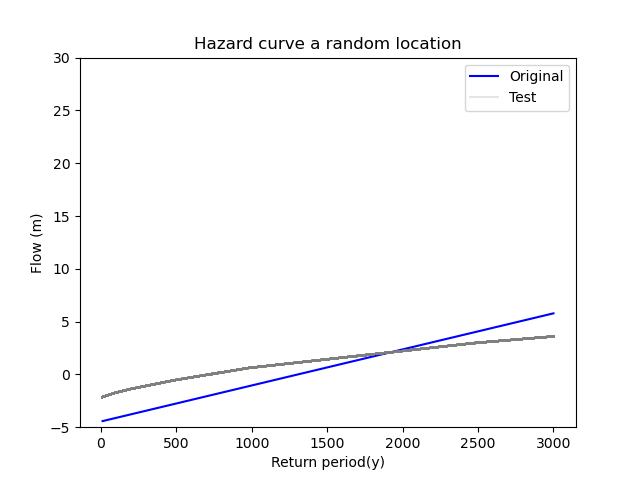 Hazard curve a random location
30
25
20
15
10
5
0
−5
Flow (m)
Original
Test
0 500 1000 1500 2000 2500 3000
Return period(y)